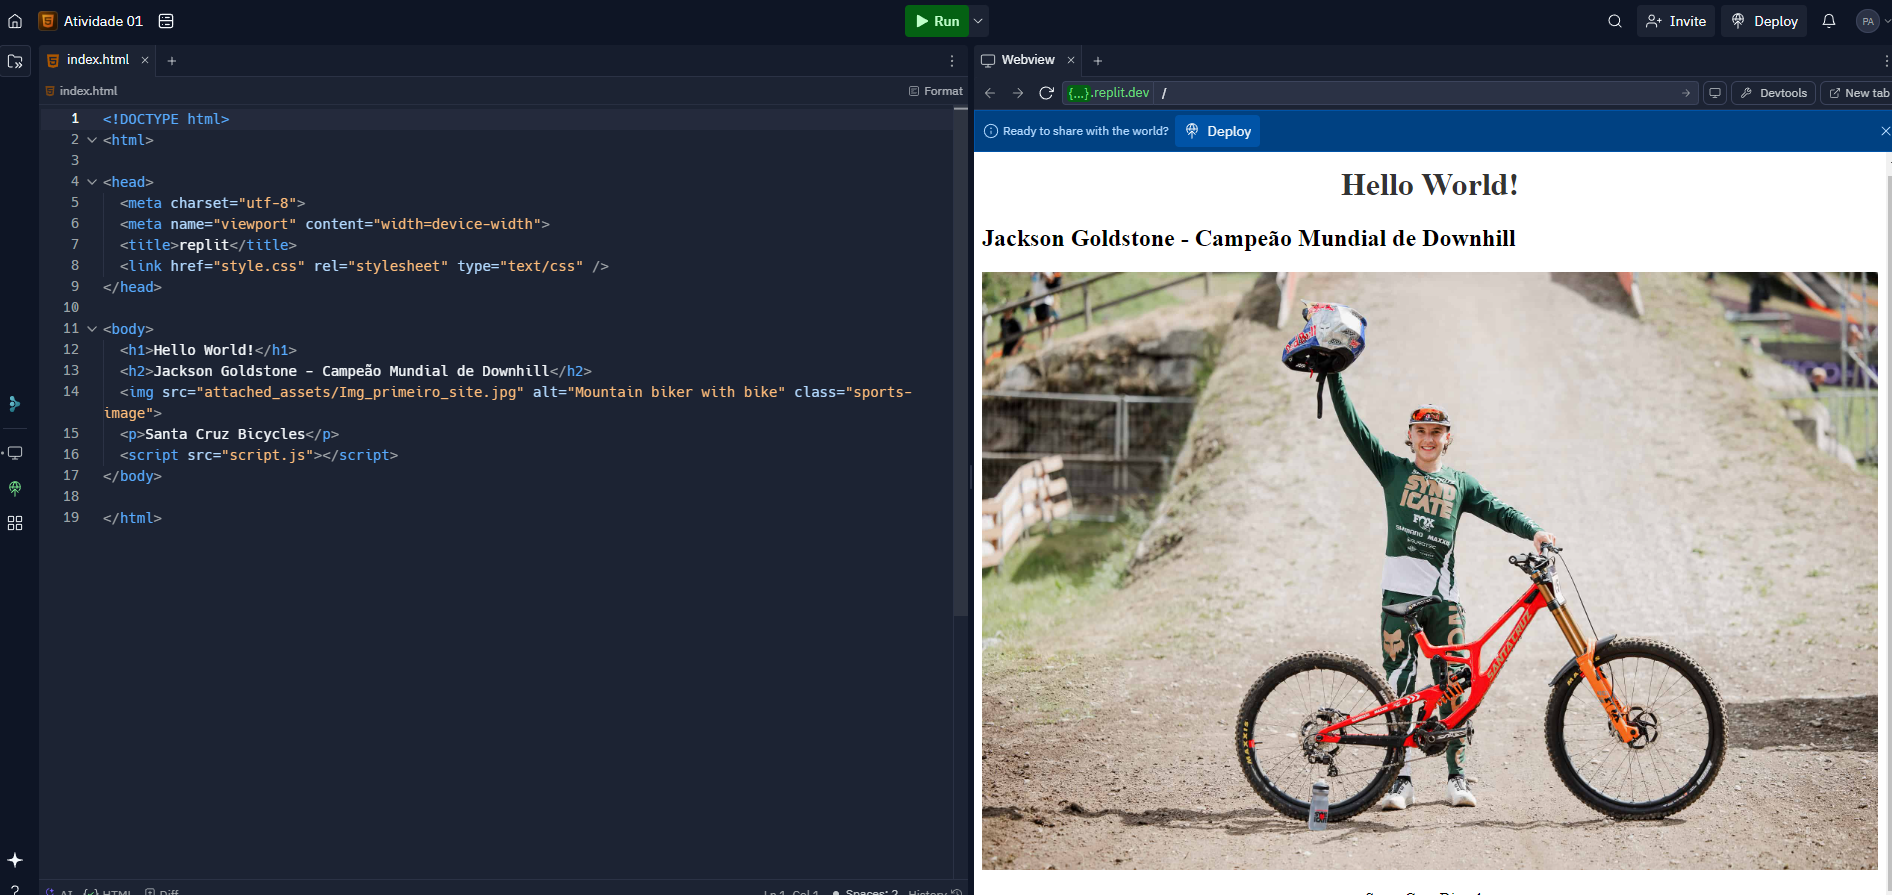 Atividade 01
Run
Invite
Deploy
PA
index.html
Webview
index.html
Format
{...}.replit.dev
/
Devtools
New tab
Ready to share with the world?
Deploy
1 <!DOCTYPE html>
2 <html>
3
4 <head>
5 <meta charset="utf-8">
6 <meta name="viewport" content="width=device-width">
7 <title>replit</title>
8 <link href="style.css" rel="stylesheet" type="text/css" />
9 </head>
10
11 <body>
12 <h1>Hello World!</h1>
13 <h2>Jackson Goldstone - Campeão Mundial de Downhill</h2>
14 <img src="attached_assets/Img_primeiro_site.jpg" alt="Mountain biker with bike" class="sports-
image">
15 <p>Santa Cruz Bicycles</p>
16 <script src="script.js"></script>
17 </body>
18
19 </html>
Hello World!
Jackson Goldstone - Campeão Mundial de Downhill
SYND
ICATE
FOX
SHIMANO MAXXIS
SANTACRUZ
MAXXIS
AI
HTML
Diff
Ln 1, Col 1
Spaces: 2
History